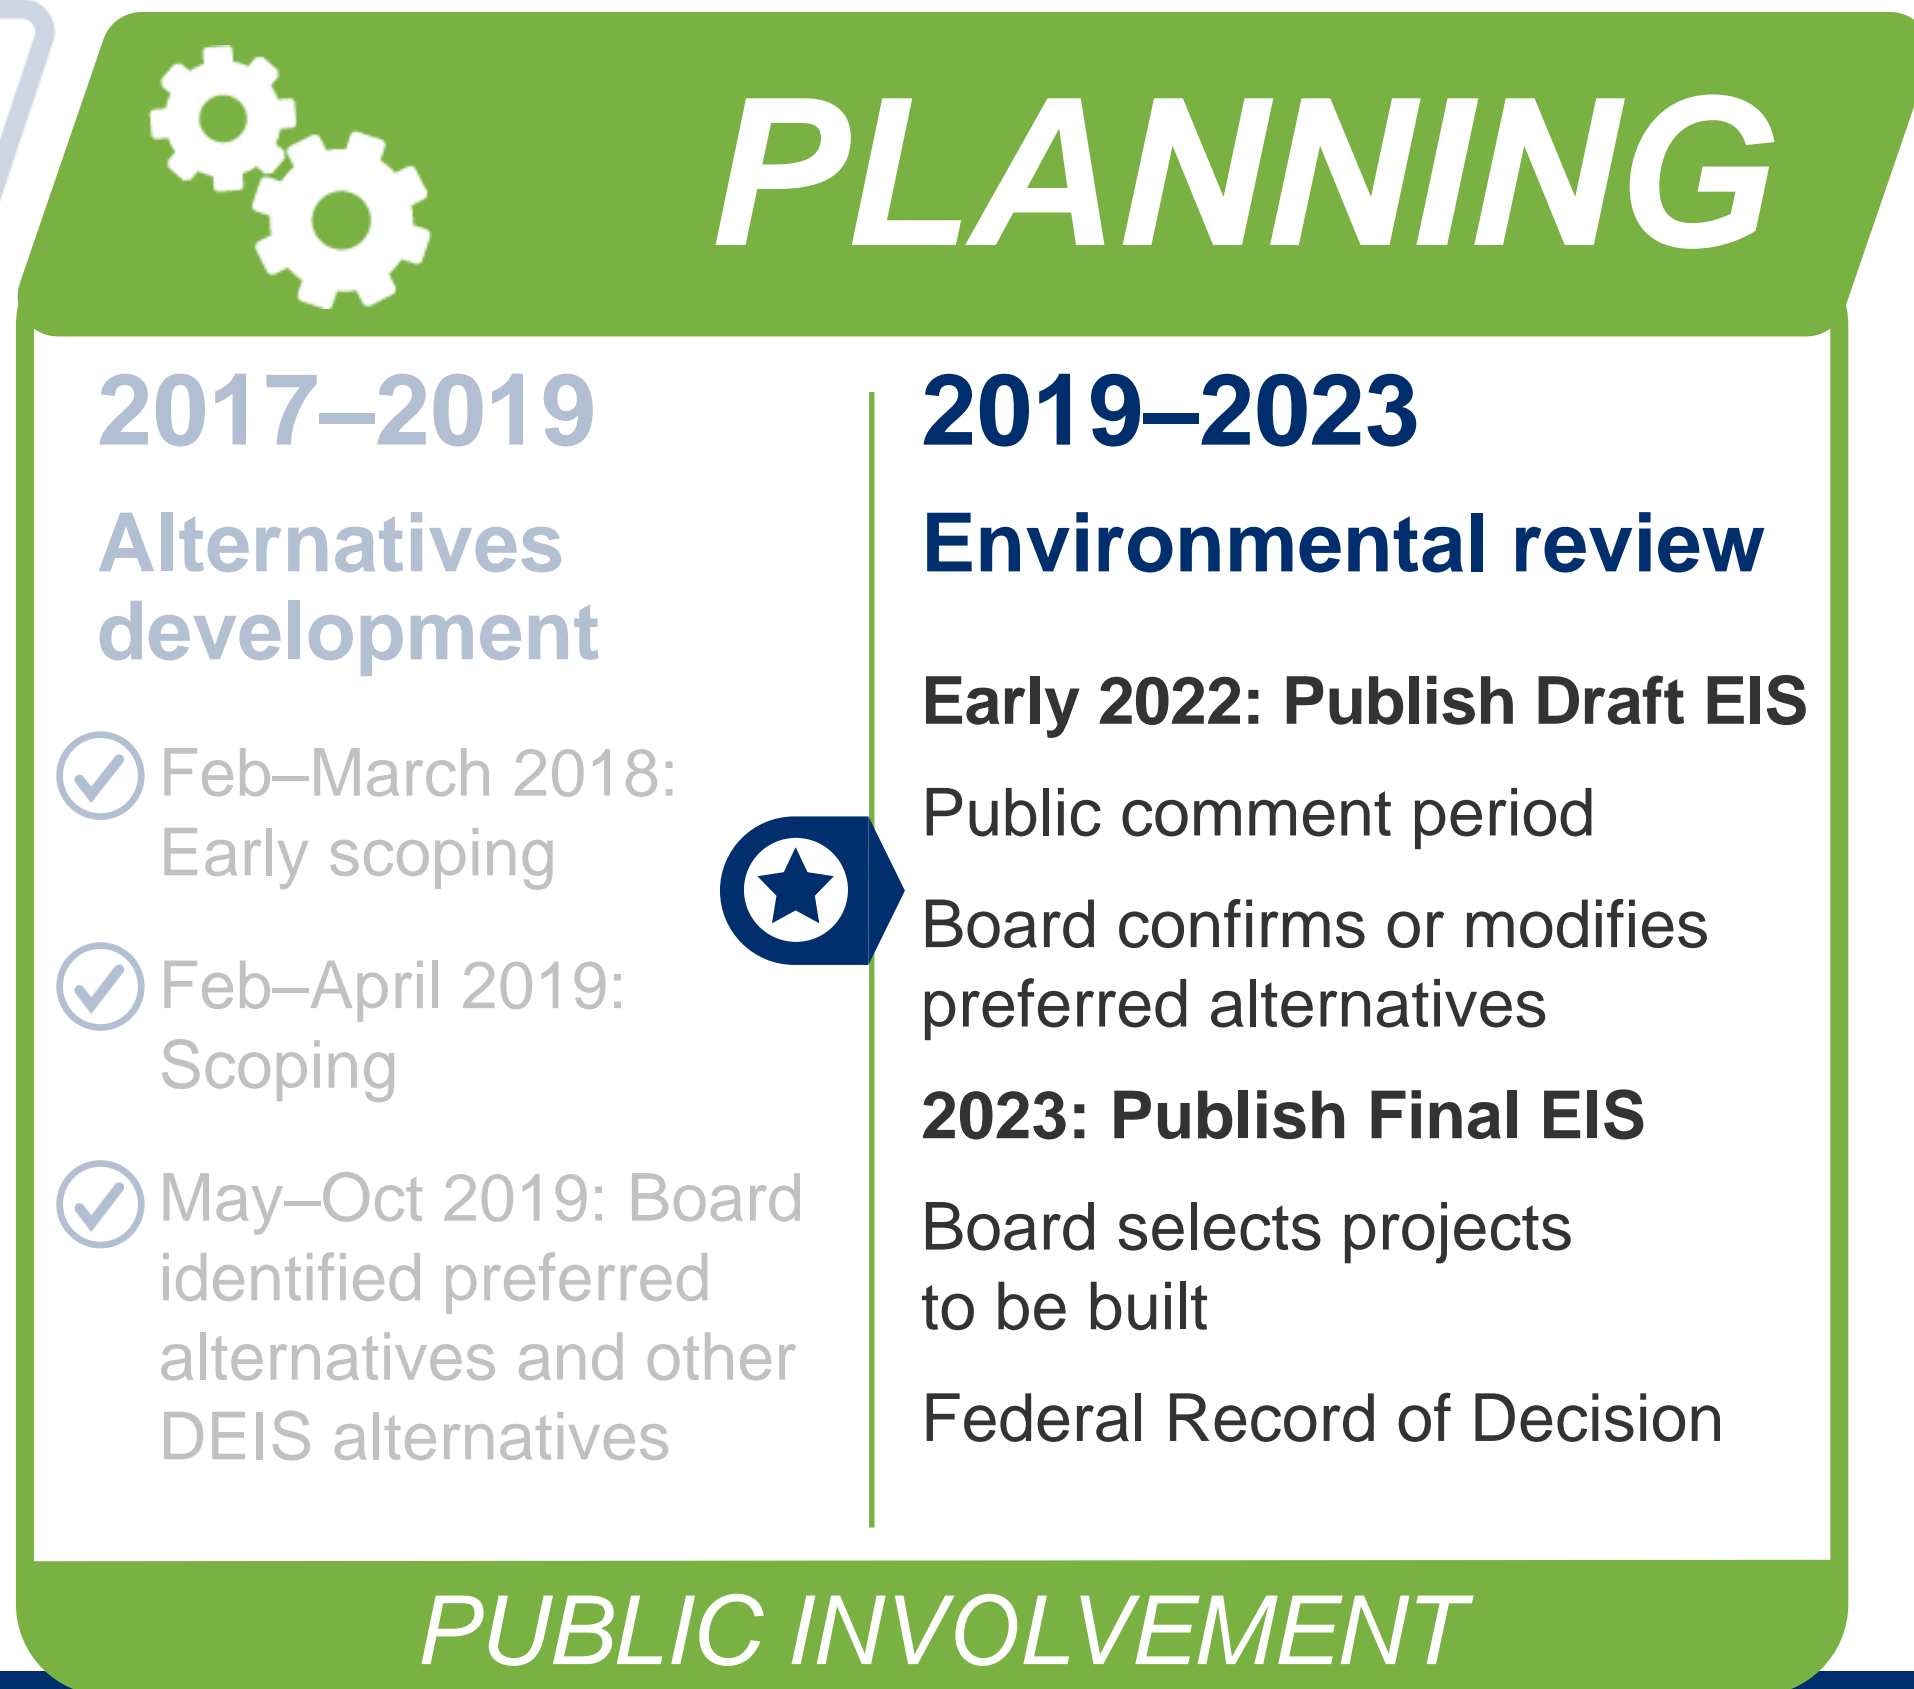 PLANNING
2017–2019
Alternatives
development
Feb–March 2018:
Early scoping
Feb–April 2019:
Scoping
May–Oct 2019: Board
identified preferred
alternatives and other
DEIS alternatives
2019–2023
Environmental review
Early 2022: Publish Draft EIS
Public comment period
Board confirms or modifies
preferred alternatives
2023: Publish Final EIS
Board selects projects
to be built
Federal Record of Decision
PUBLIC INVOLVEMENT